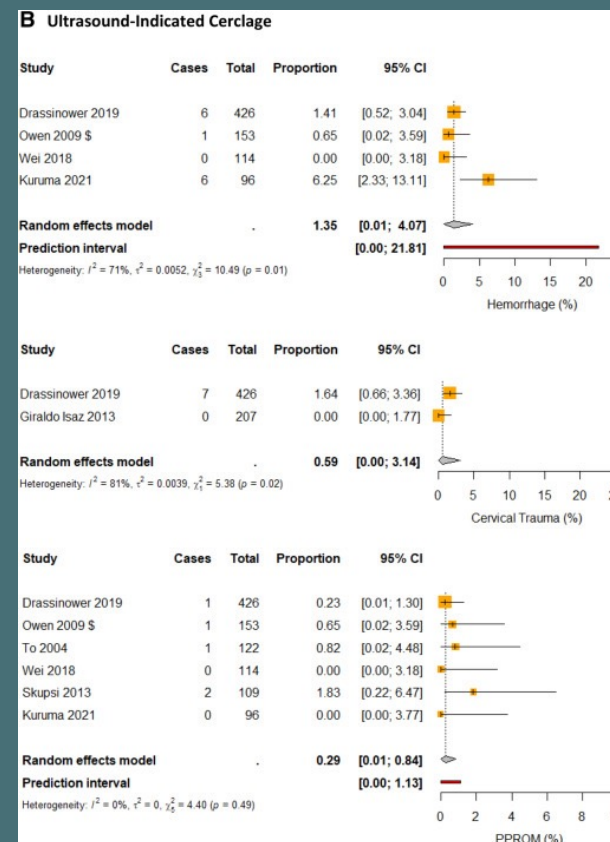 B Ultrasound-Indicated Cerclage
Study Cases Total Proportion 95% CI
Drassinower 2019 6 426 1.41 [0.52; 3.04]
Owen 2009 $ 1 153 0.65 [0.02; 3.59]
Wei 2018 0 114 0.00 [0.00; 3.18]
Kuruma 2021 6 96 6.25 [2.33; 13.11]
Random effects model . 1.35 [0.01; 4.07]
Prediction interval [0.00; 21.81]
Heterogeneity: I² = 71%, τ² = 0.0052, χ²₃ = 10.49 (p = 0.01)
0 5 10 15 20
Hemorrhage (%)
Study Cases Total Proportion 95% CI
Drassinower 2019 7 426 1.64 [0.66; 3.36]
Giraldo Isaz 2013 0 207 0.00 [0.00; 1.77]
Random effects model . 0.59 [0.00; 3.14]
Heterogeneity: I² = 81%, τ² = 0.0039, χ²₁ = 5.38 (p = 0.02)
0 5 10 15 20
Cervical Trauma (%)
Study Cases Total Proportion 95% CI
Drassinower 2019 1 426 0.23 [0.01; 1.30]
Owen 2009 $ 1 153 0.65 [0.02; 3.59]
To 2004 1 122 0.82 [0.02; 4.48]
Wei 2018 0 114 0.00 [0.00; 3.18]
Skupsi 2013 2 109 1.83 [0.22; 6.47]
Kuruma 2021 0 96 0.00 [0.00; 3.77]
Random effects model . 0.29 [0.01; 0.84]
Prediction interval [0.00; 1.13]
Heterogeneity: I² = 0%, τ² = 0, χ²₅ = 4.40 (p = 0.49)
0 2 4 6 8
PPROM (%)